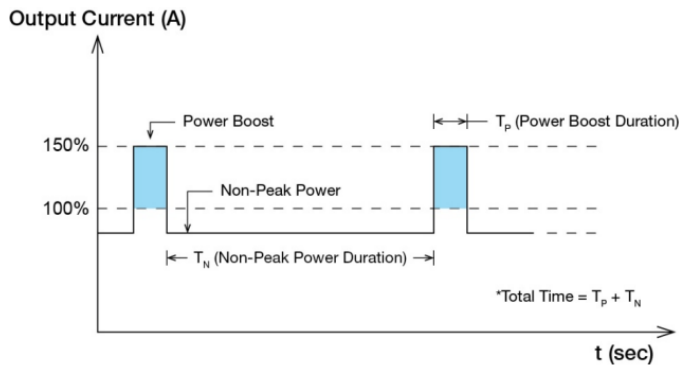 Output Current (A)
Power Boost
T_P (Power Boost Duration)
150%
Non-Peak Power
100%
T_N (Non-Peak Power Duration)
*Total Time = T_P + T_N
t (sec)